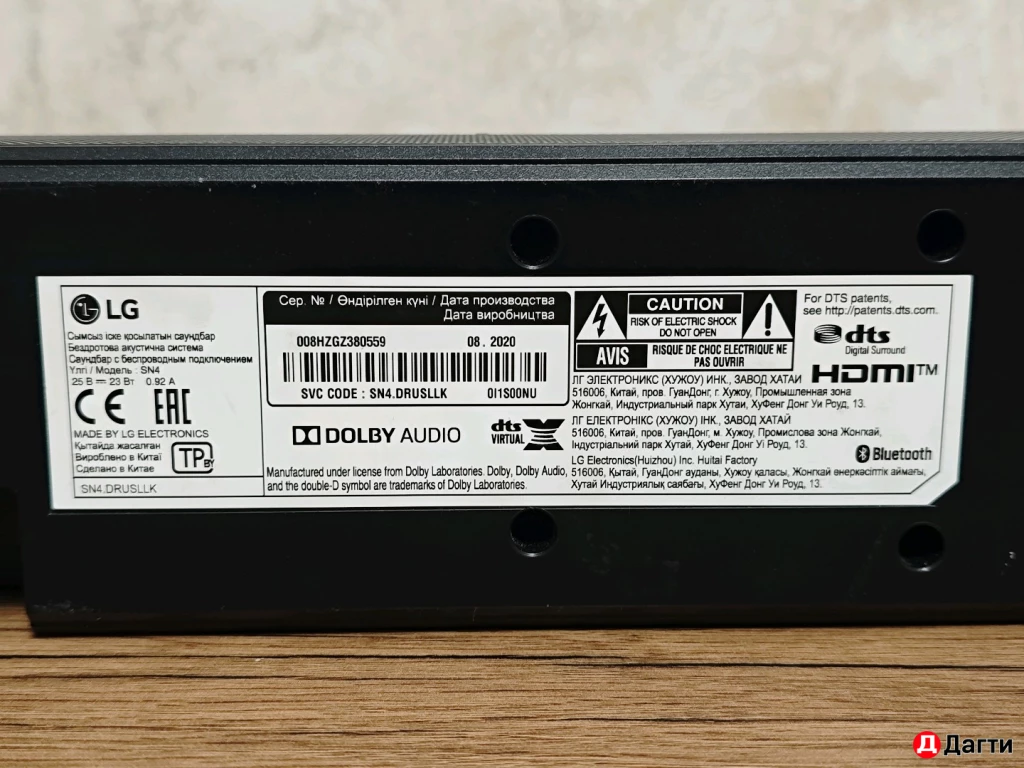 LG
Сымсыз іске қосылатын саундбар
Бездротова акустична система
Саундбар с беспроводным подключением
Үлгі / Модель : SN4
25 В ⎓ 23 Вт 0.92 A
CE EAC
MADE BY LG ELECTRONICS
Қытайда жасалған
Вироблено в Китаї
Сделано в Китае
TP BY
SN4.DRUSLLK
Сер. № / Өндірілген күні / Дата производства
Дата виробництва
008HZGZ380559 08 . 2020
SVC CODE : SN4.DRUSLLK 0I1S00NU
DOLBY AUDIO
dts VIRTUAL X
Manufactured under license from Dolby Laboratories. Dolby, Dolby Audio,
and the double-D symbol are trademarks of Dolby Laboratories.
CAUTION
RISK OF ELECTRIC SHOCK
DO NOT OPEN
AVIS
RISQUE DE CHOC ELECTRIQUE NE
PAS OUVRIR
For DTS patents,
see http://patents.dts.com.
dts
Digital Surround
HDMI™
ЛГ ЭЛЕКТРОНИКС (ХУЖОУ) ИНК., ЗАВОД ХАТАИ
516006, Китай, пров. ГуанДонг, г. Хужоу, Промышленная зона
Жонгкай, Индустриальный парк Хутаи, ХуФенг Донг Уи Роуд, 13.
ЛГ ЕЛЕКТРОНІКС (ХУЖОУ) ІНК., ЗАВОД ХАТАЙ
516006, Китай, пров. ГуанДонг, м. Хужоу, Промислова зона Жонгкай,
Індустріальний парк Хутай, ХуФенг Донг Уи Роуд, 13.
Bluetooth
LG Electronics(Huizhou) Inc. Huitai Factory
516006, Қытай, ГуанДонг ауданы, Хужоу қаласы, Жонгкай өнеркәсіптік аймағы,
Хутай Индустриялық саябағы, ХуФенг Донг Уи Роуд, 13.
Д Дагти